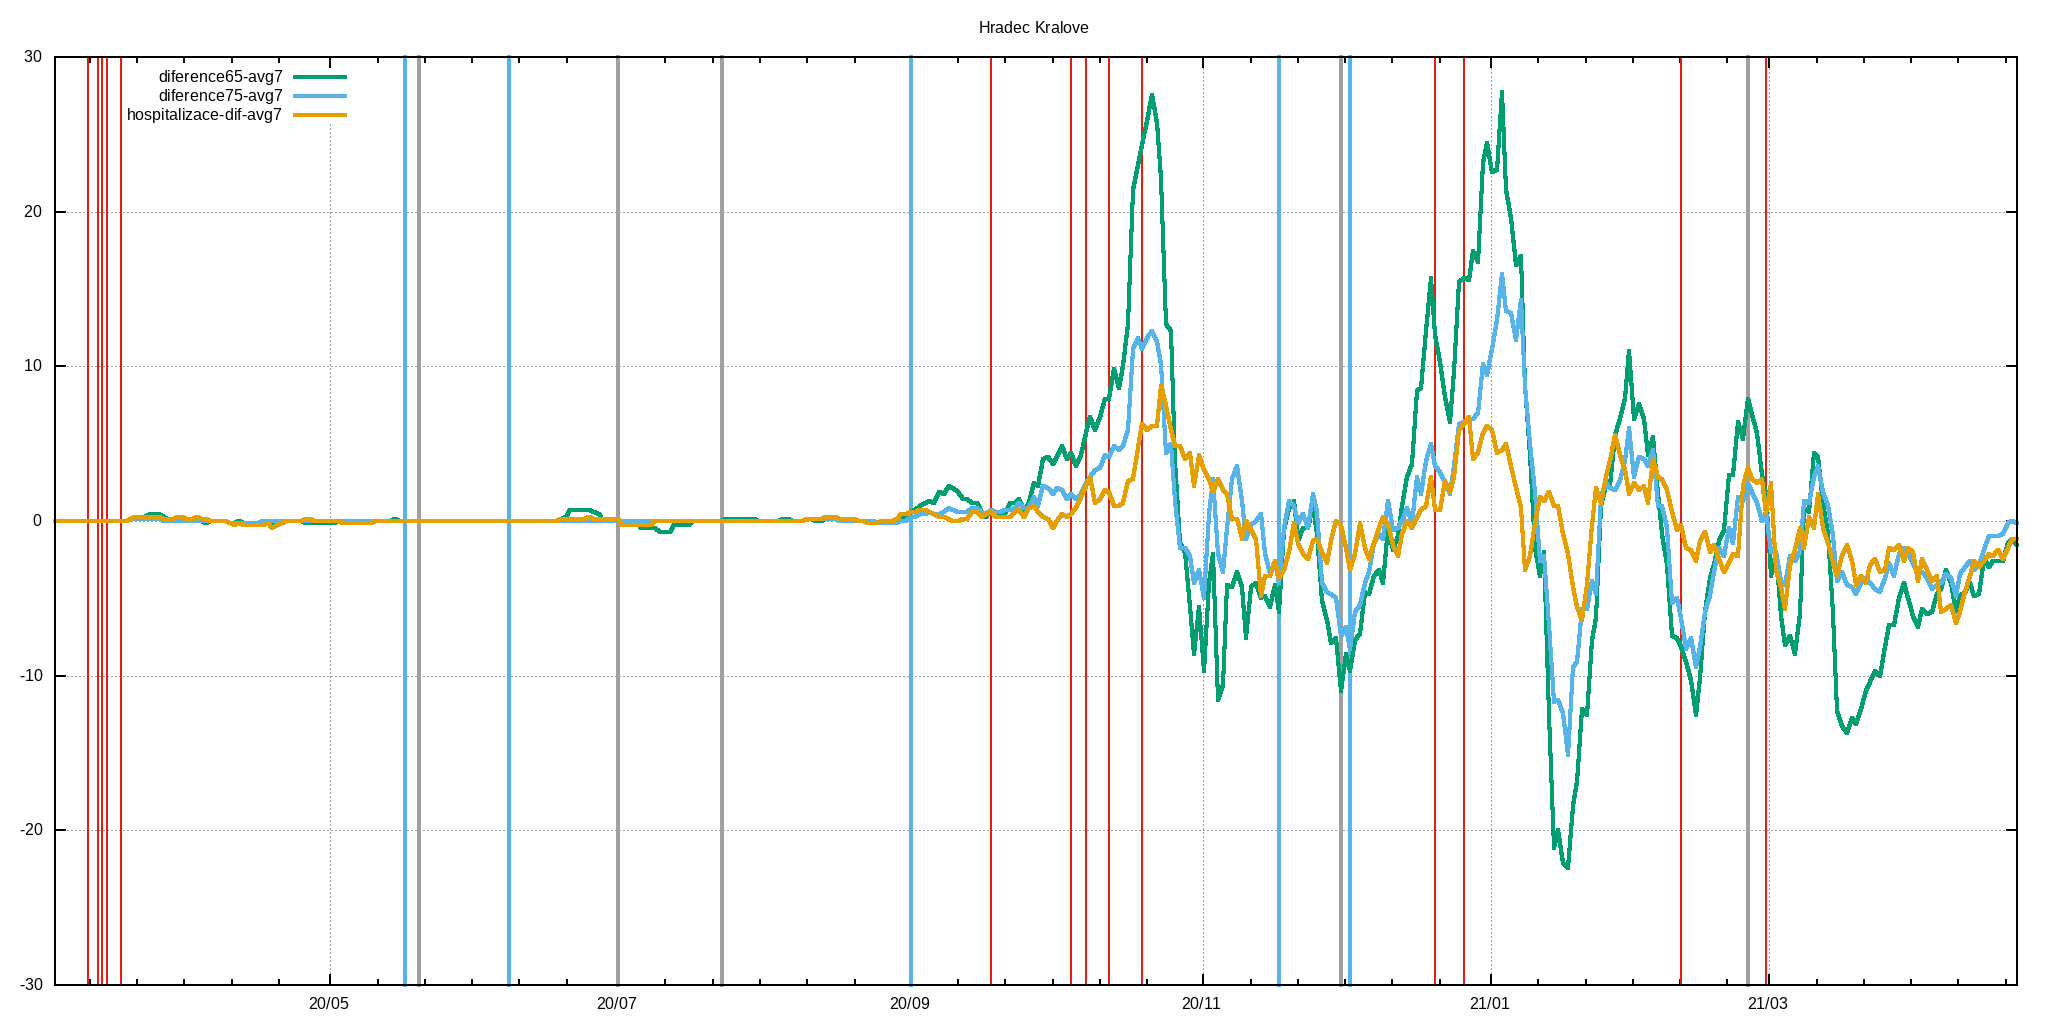 Hradec Kralove
30
diference65-avg7
diference75-avg7
hospitalizace-dif-avg7
20
10
0
-10
-20
-30
20/05 20/07 20/09 20/11 21/01 21/03